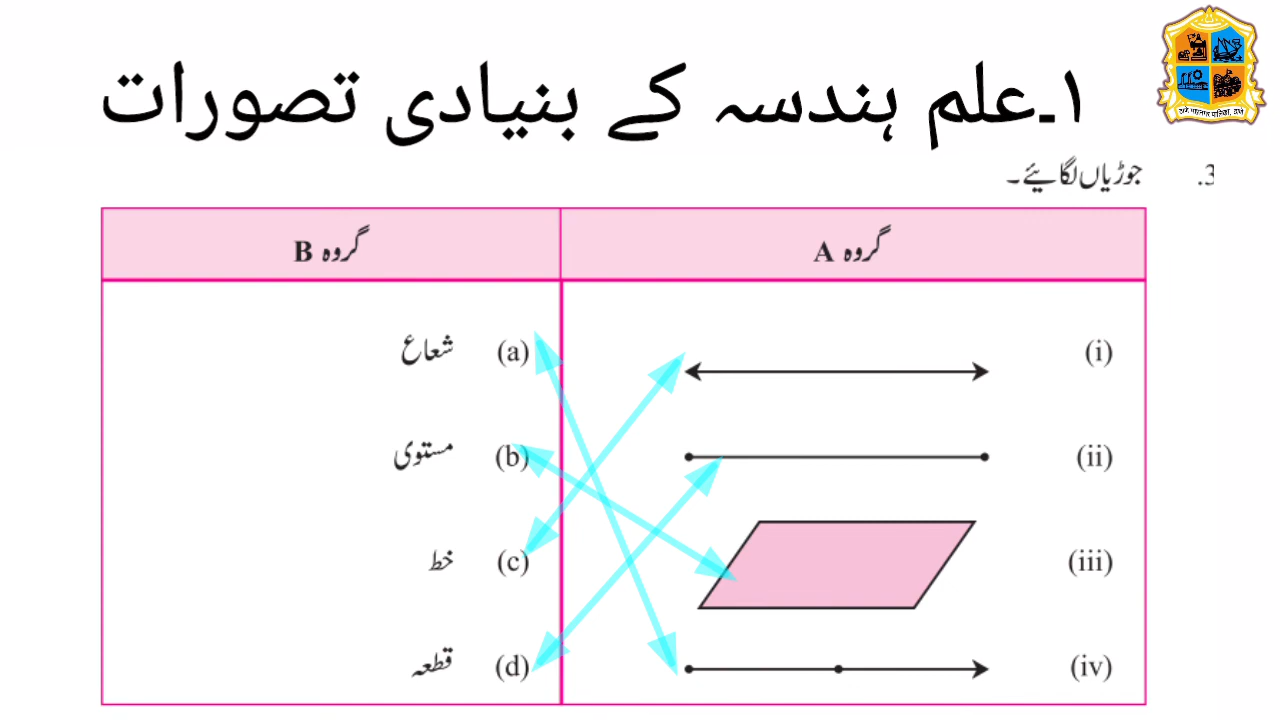 ۱۔علم ہندسہ کے بنیادی تصورات
.3 جوڑیاں لگائیے۔
گروہ A گروہ B
(i) (a) شعاع
(ii) (b) مستوی
(iii) (c) خط
(iv) (d) قطعہ